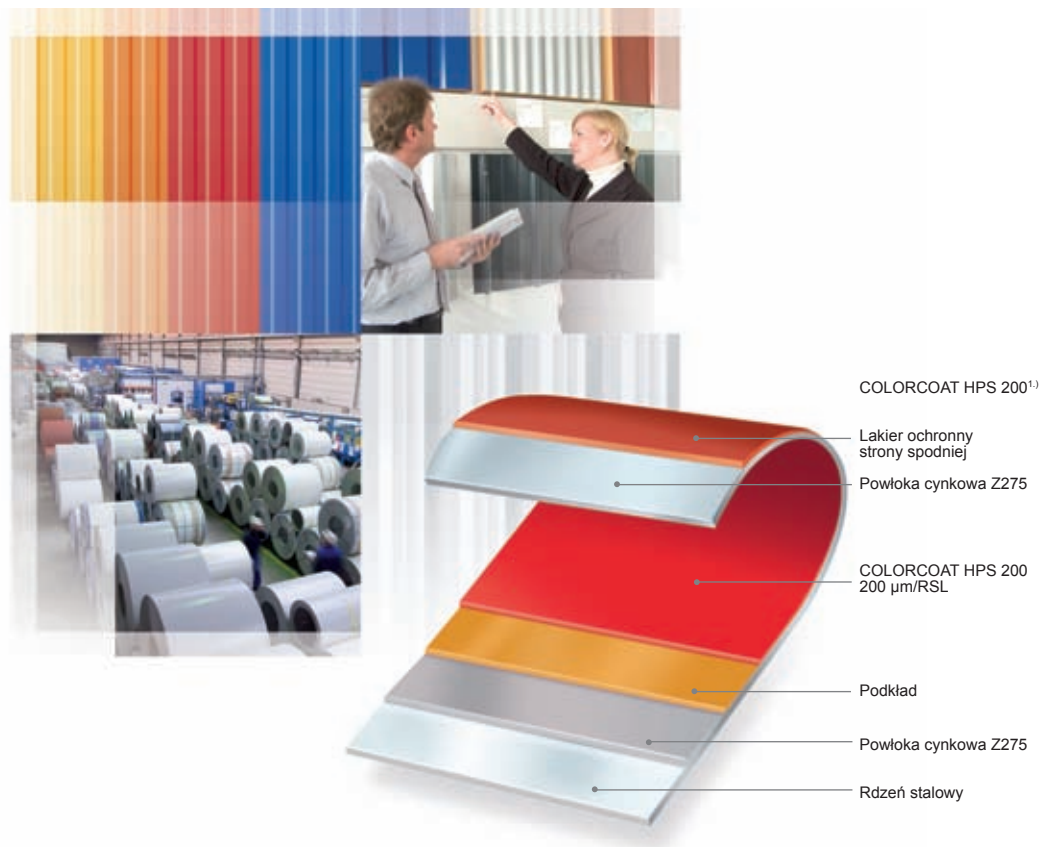 COLORCOAT HPS 200¹·⁾
Lakier ochronny
strony spodniej
Powłoka cynkowa Z275
COLORCOAT HPS 200
200 μm/RSL
Podkład
Powłoka cynkowa Z275
Rdzeń stalowy